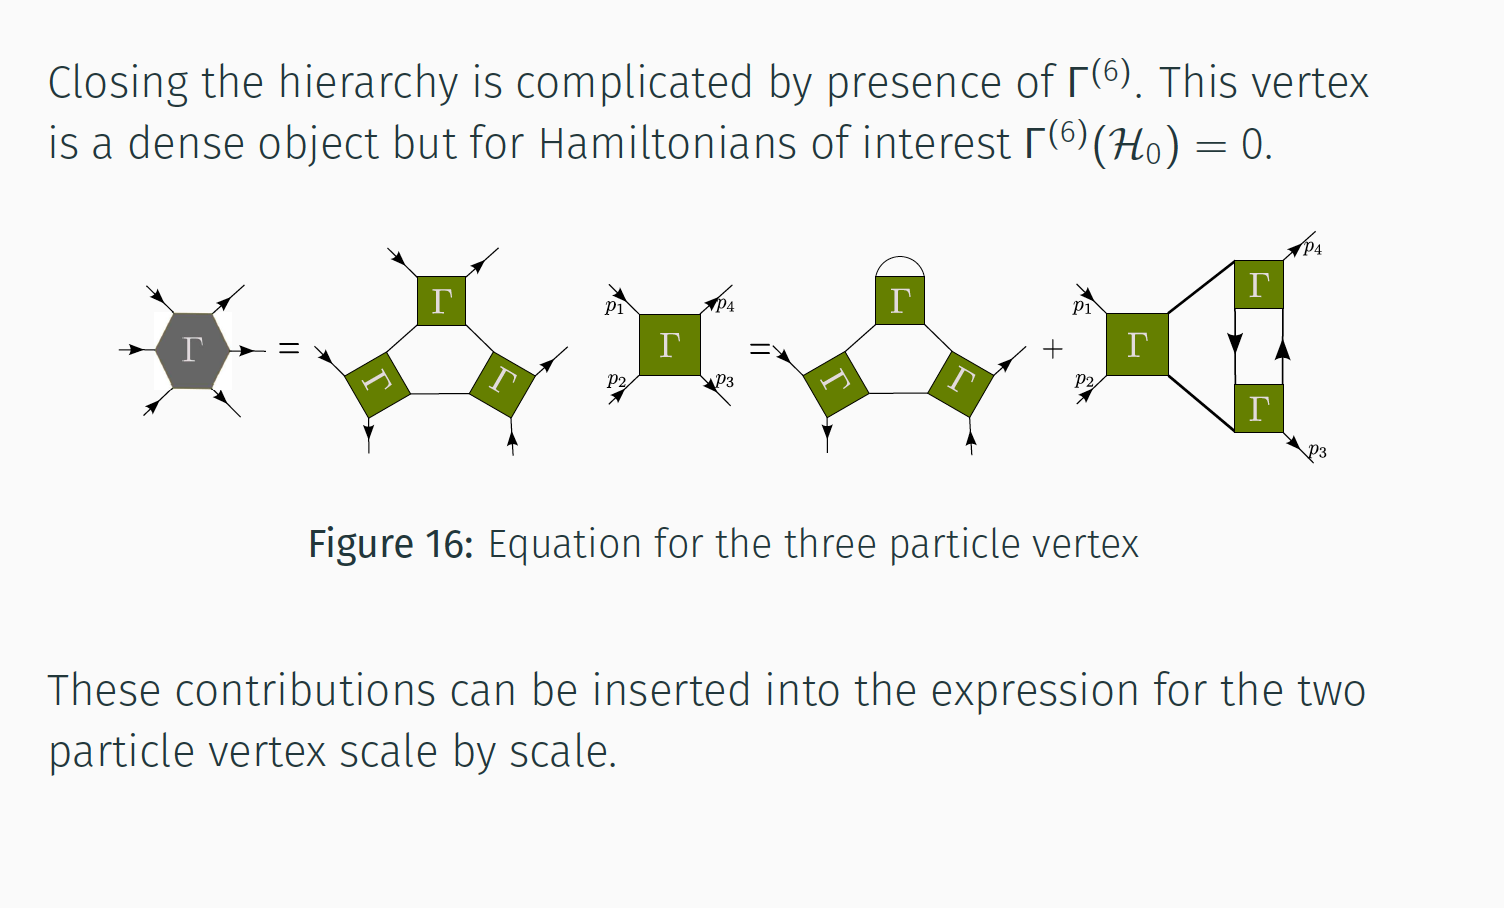 Closing the hierarchy is complicated by presence of Γ⁽⁶⁾. This vertex
is a dense object but for Hamiltonians of interest Γ⁽⁶⁾(ℋ₀) = 0.
Γ = Γ Γ Γ
p₁ p₂ Γ p₄ p₃ = Γ Γ Γ + p₁ p₂ Γ Γ Γ p₄ p₃
Figure 16: Equation for the three particle vertex
These contributions can be inserted into the expression for the two
particle vertex scale by scale.